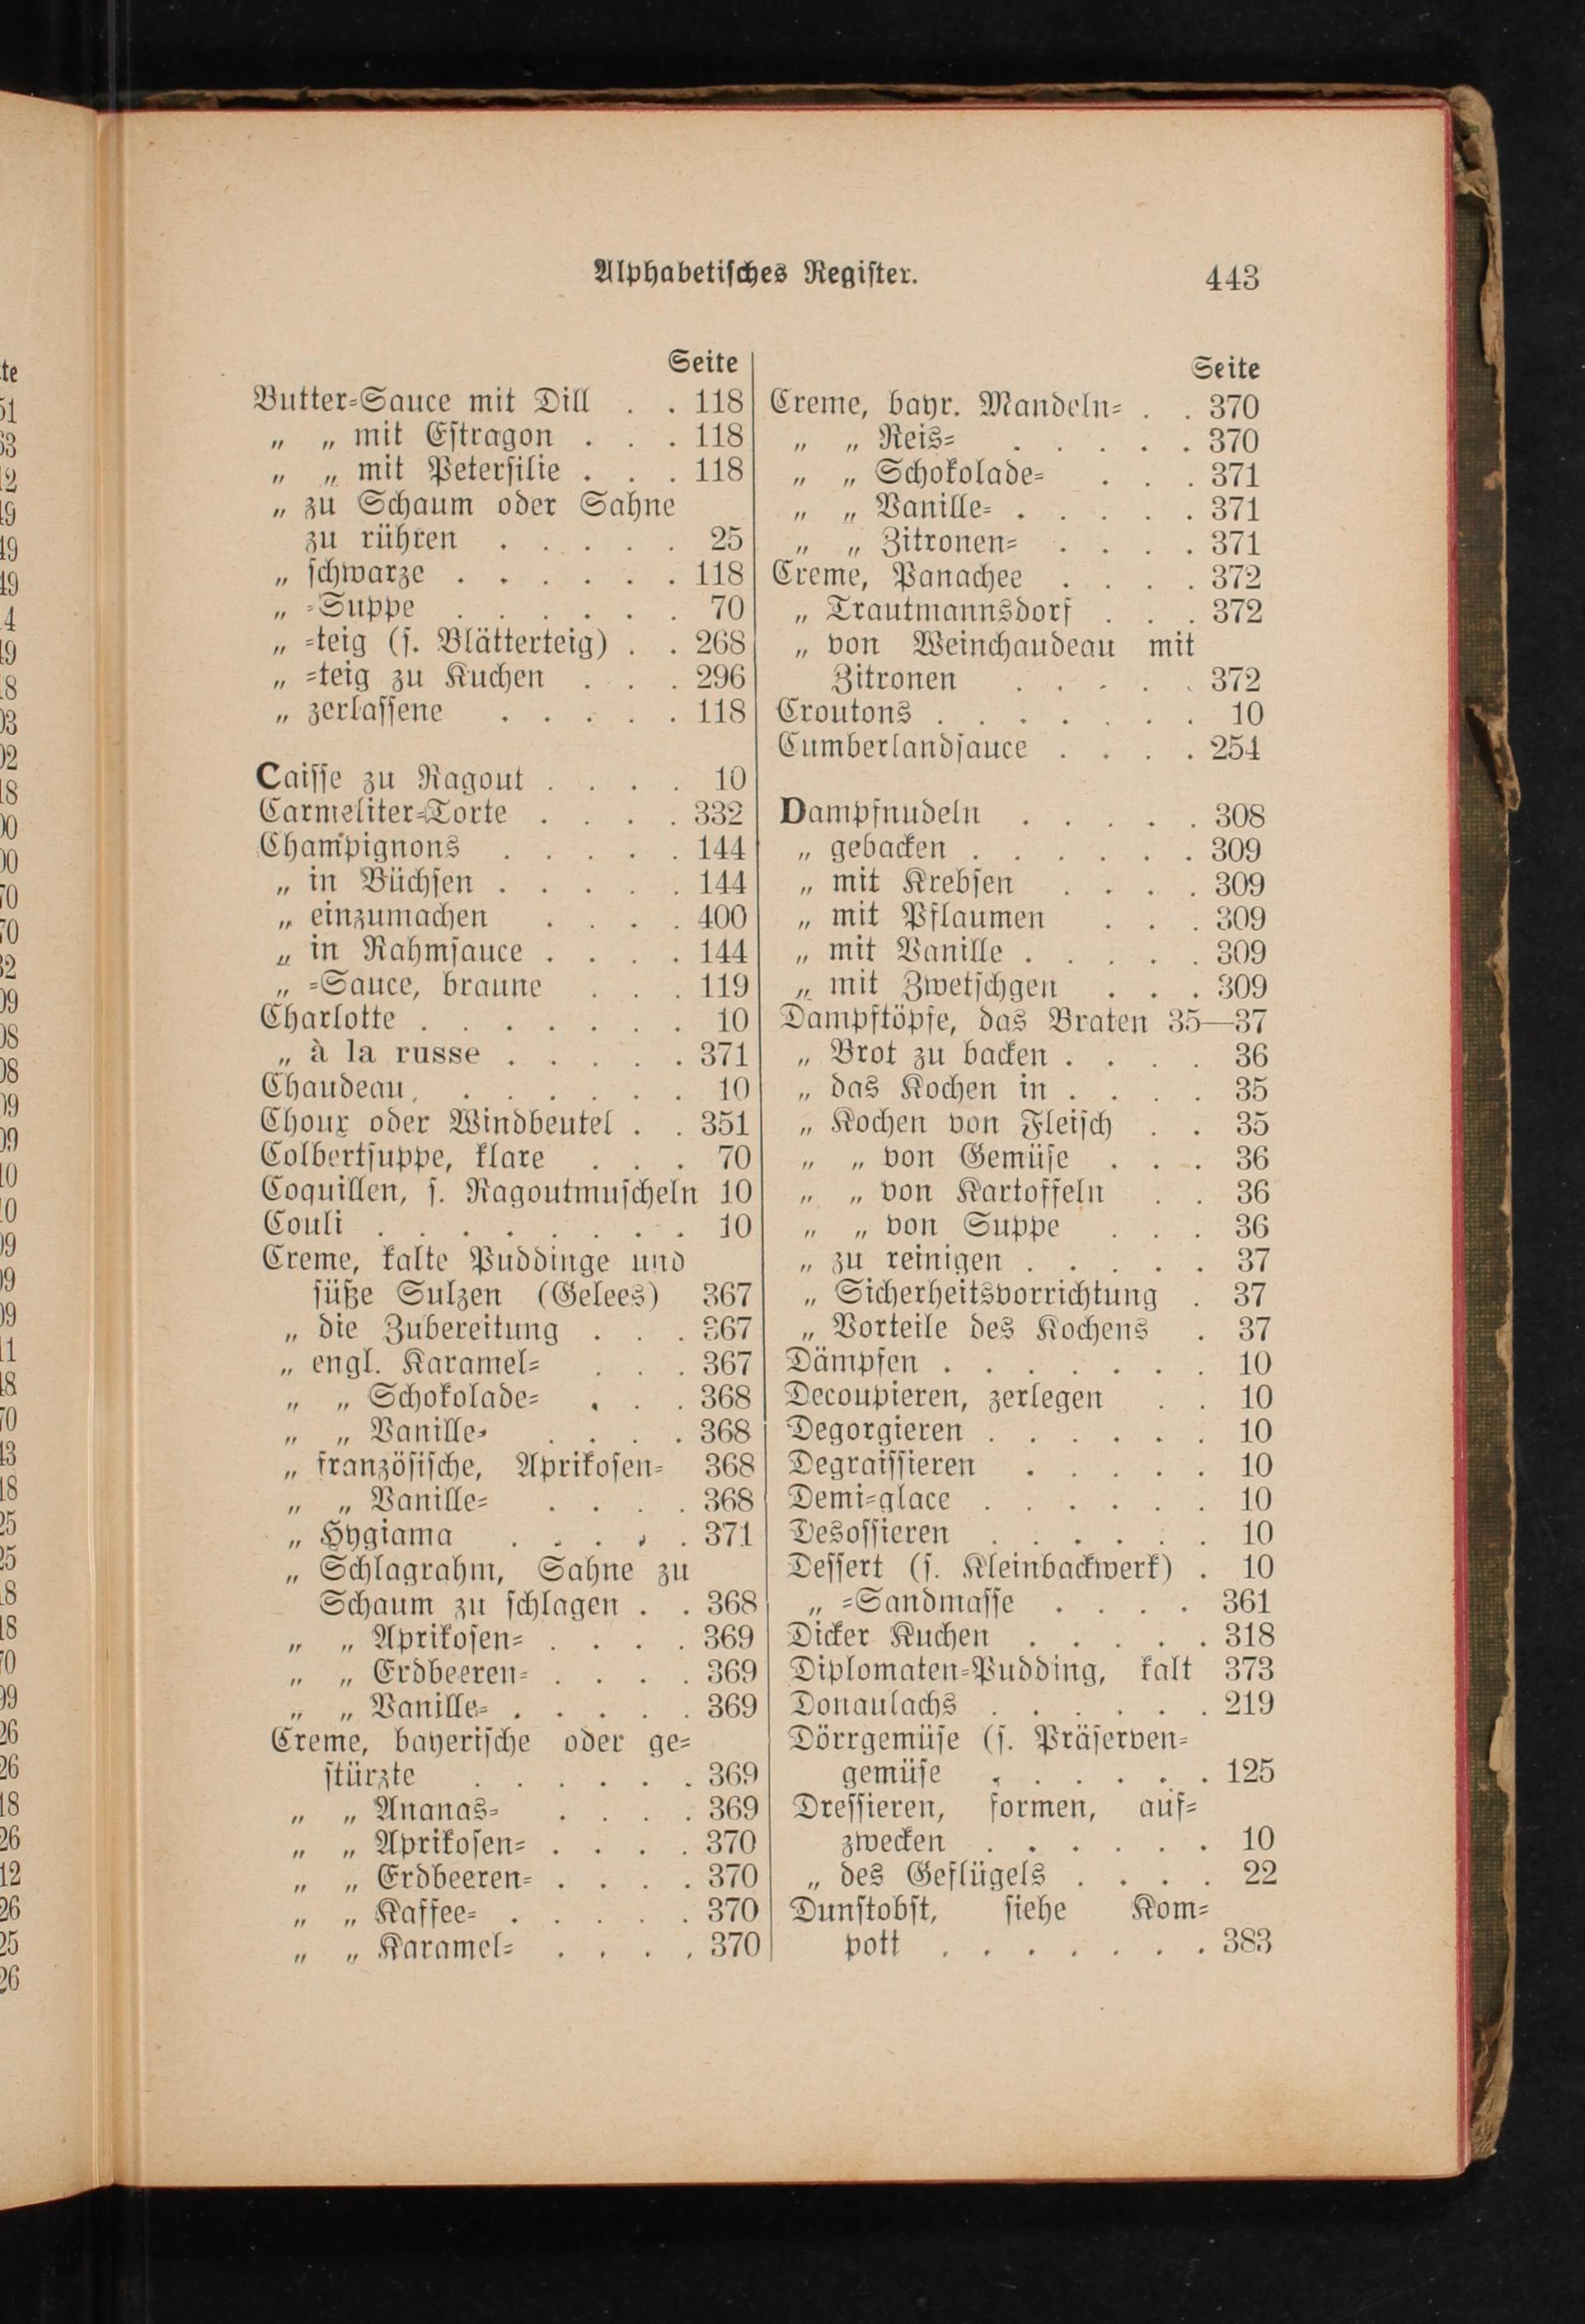 Alphabetiſches Regiſter. 443
Seite
Butter=Sauce mit Dill . . 118
„ „ mit Eſtragon . . . 118
„ „ mit Peterſilie . . . 118
„ zu Schaum oder Sahne
zu rühren . . . . . 25
„ ſchwarze . . . . . . 118
„ =Suppe . . . . . . 70
„ =teig (ſ. Blätterteig) . . 268
„ =teig zu Kuchen . . . 296
„ zerlaſſene . . . . . 118
Caiſſe zu Ragout . . . . 10
Carmeliter=Torte . . . . 332
Champignons . . . . . 144
„ in Büchſen . . . . . 144
„ einzumachen . . . . 400
„ in Rahmſauce . . . . 144
„ =Sauce, braune . . . 119
Charlotte . . . . . . . 10
„ à la russe . . . . . 371
Chaudeau . . . . . . . 10
Choux oder Windbeutel . . 351
Colbertſuppe, klare . . . 70
Coquillen, ſ. Ragoutmuſcheln 10
Couli . . . . . . . . 10
Creme, kalte Puddinge und
ſüße Sulzen (Gelees) 367
„ die Zubereitung . . . 367
„ engl. Karamel= . . . 367
„ „ Schokolade= . . . 368
„ „ Vanille= . . . . 368
„ franzöſiſche, Aprikoſen= 368
„ „ Vanille= . . . . 368
„ Hygiama . . . . . 371
„ Schlagrahm, Sahne zu
Schaum zu ſchlagen . . 368
„ „ Aprikoſen= . . . . 369
„ „ Erdbeeren= . . . . 369
„ „ Vanille= . . . . . 369
Creme, bayeriſche oder ge=
ſtürzte . . . . . . 369
„ „ Ananas= . . . . 369
„ „ Aprikoſen= . . . . 370
„ „ Erdbeeren= . . . . 370
„ „ Kaffee= . . . . . 370
„ „ Karamel= . . . . 370
Seite
Creme, bayr. Mandeln= . . 370
„ „ Reis= . . . . . 370
„ „ Schokolade= . . . 371
„ „ Vanille= . . . . . 371
„ „ Zitronen= . . . . 371
Creme, Panachee . . . . 372
„ Trautmannsdorf . . . 372
„ von Weinchaudeau mit
Zitronen . . . . . 372
Croutons . . . . . . . 10
Cumberlandſauce . . . . 254
Dampfnudeln . . . . . 308
„ gebacken . . . . . . 309
„ mit Krebſen . . . . 309
„ mit Pflaumen . . . 309
„ mit Vanille . . . . . 309
„ mit Zwetſchgen . . . 309
Dampftöpfe, das Braten 35—37
„ Brot zu backen . . . . 36
„ das Kochen in . . . . 35
„ Kochen von Fleiſch . . 35
„ „ von Gemüſe . . . 36
„ „ von Kartoffeln . . 36
„ „ von Suppe . . . 36
„ zu reinigen . . . . . 37
„ Sicherheitsvorrichtung . 37
„ Vorteile des Kochens . 37
Dämpfen . . . . . . . 10
Decoupieren, zerlegen . . 10
Degorgieren . . . . . . 10
Degraiſſieren . . . . . 10
Demi=glace . . . . . . 10
Desoſſieren . . . . . . 10
Deſſert (ſ. Kleinbackwerk) . 10
„ =Sandmaſſe . . . . 361
Dicker Kuchen . . . . . 318
Diplomaten=Pudding, kalt 373
Donaulachs . . . . . . 219
Dörrgemüſe (ſ. Präſerven=
gemüſe . . . . . . 125
Dreſſieren, formen, auf=
zwecken . . . . . . 10
„ des Geflügels . . . . 22
Dunſtobſt, ſiehe Kom=
pott . . . . . . . 383